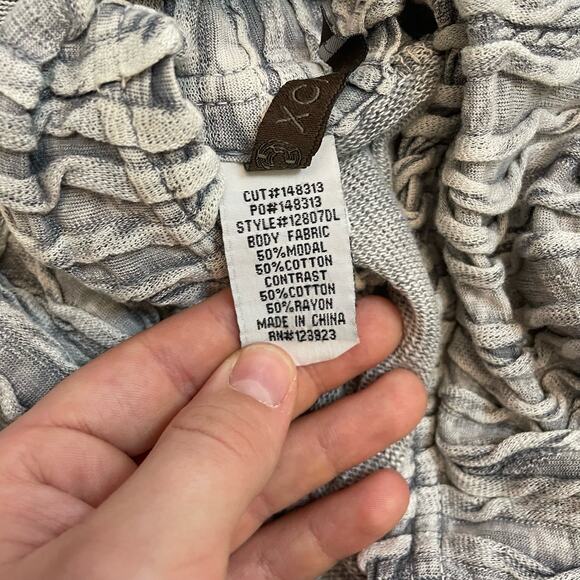 XO
CUT#148313
PO#148313
STYLE#12807DL
BODY FABRIC
50%MODAL
50%COTTON
CONTRAST
50%COTTON
50%RAYON
MADE IN CHINA
RN#123923